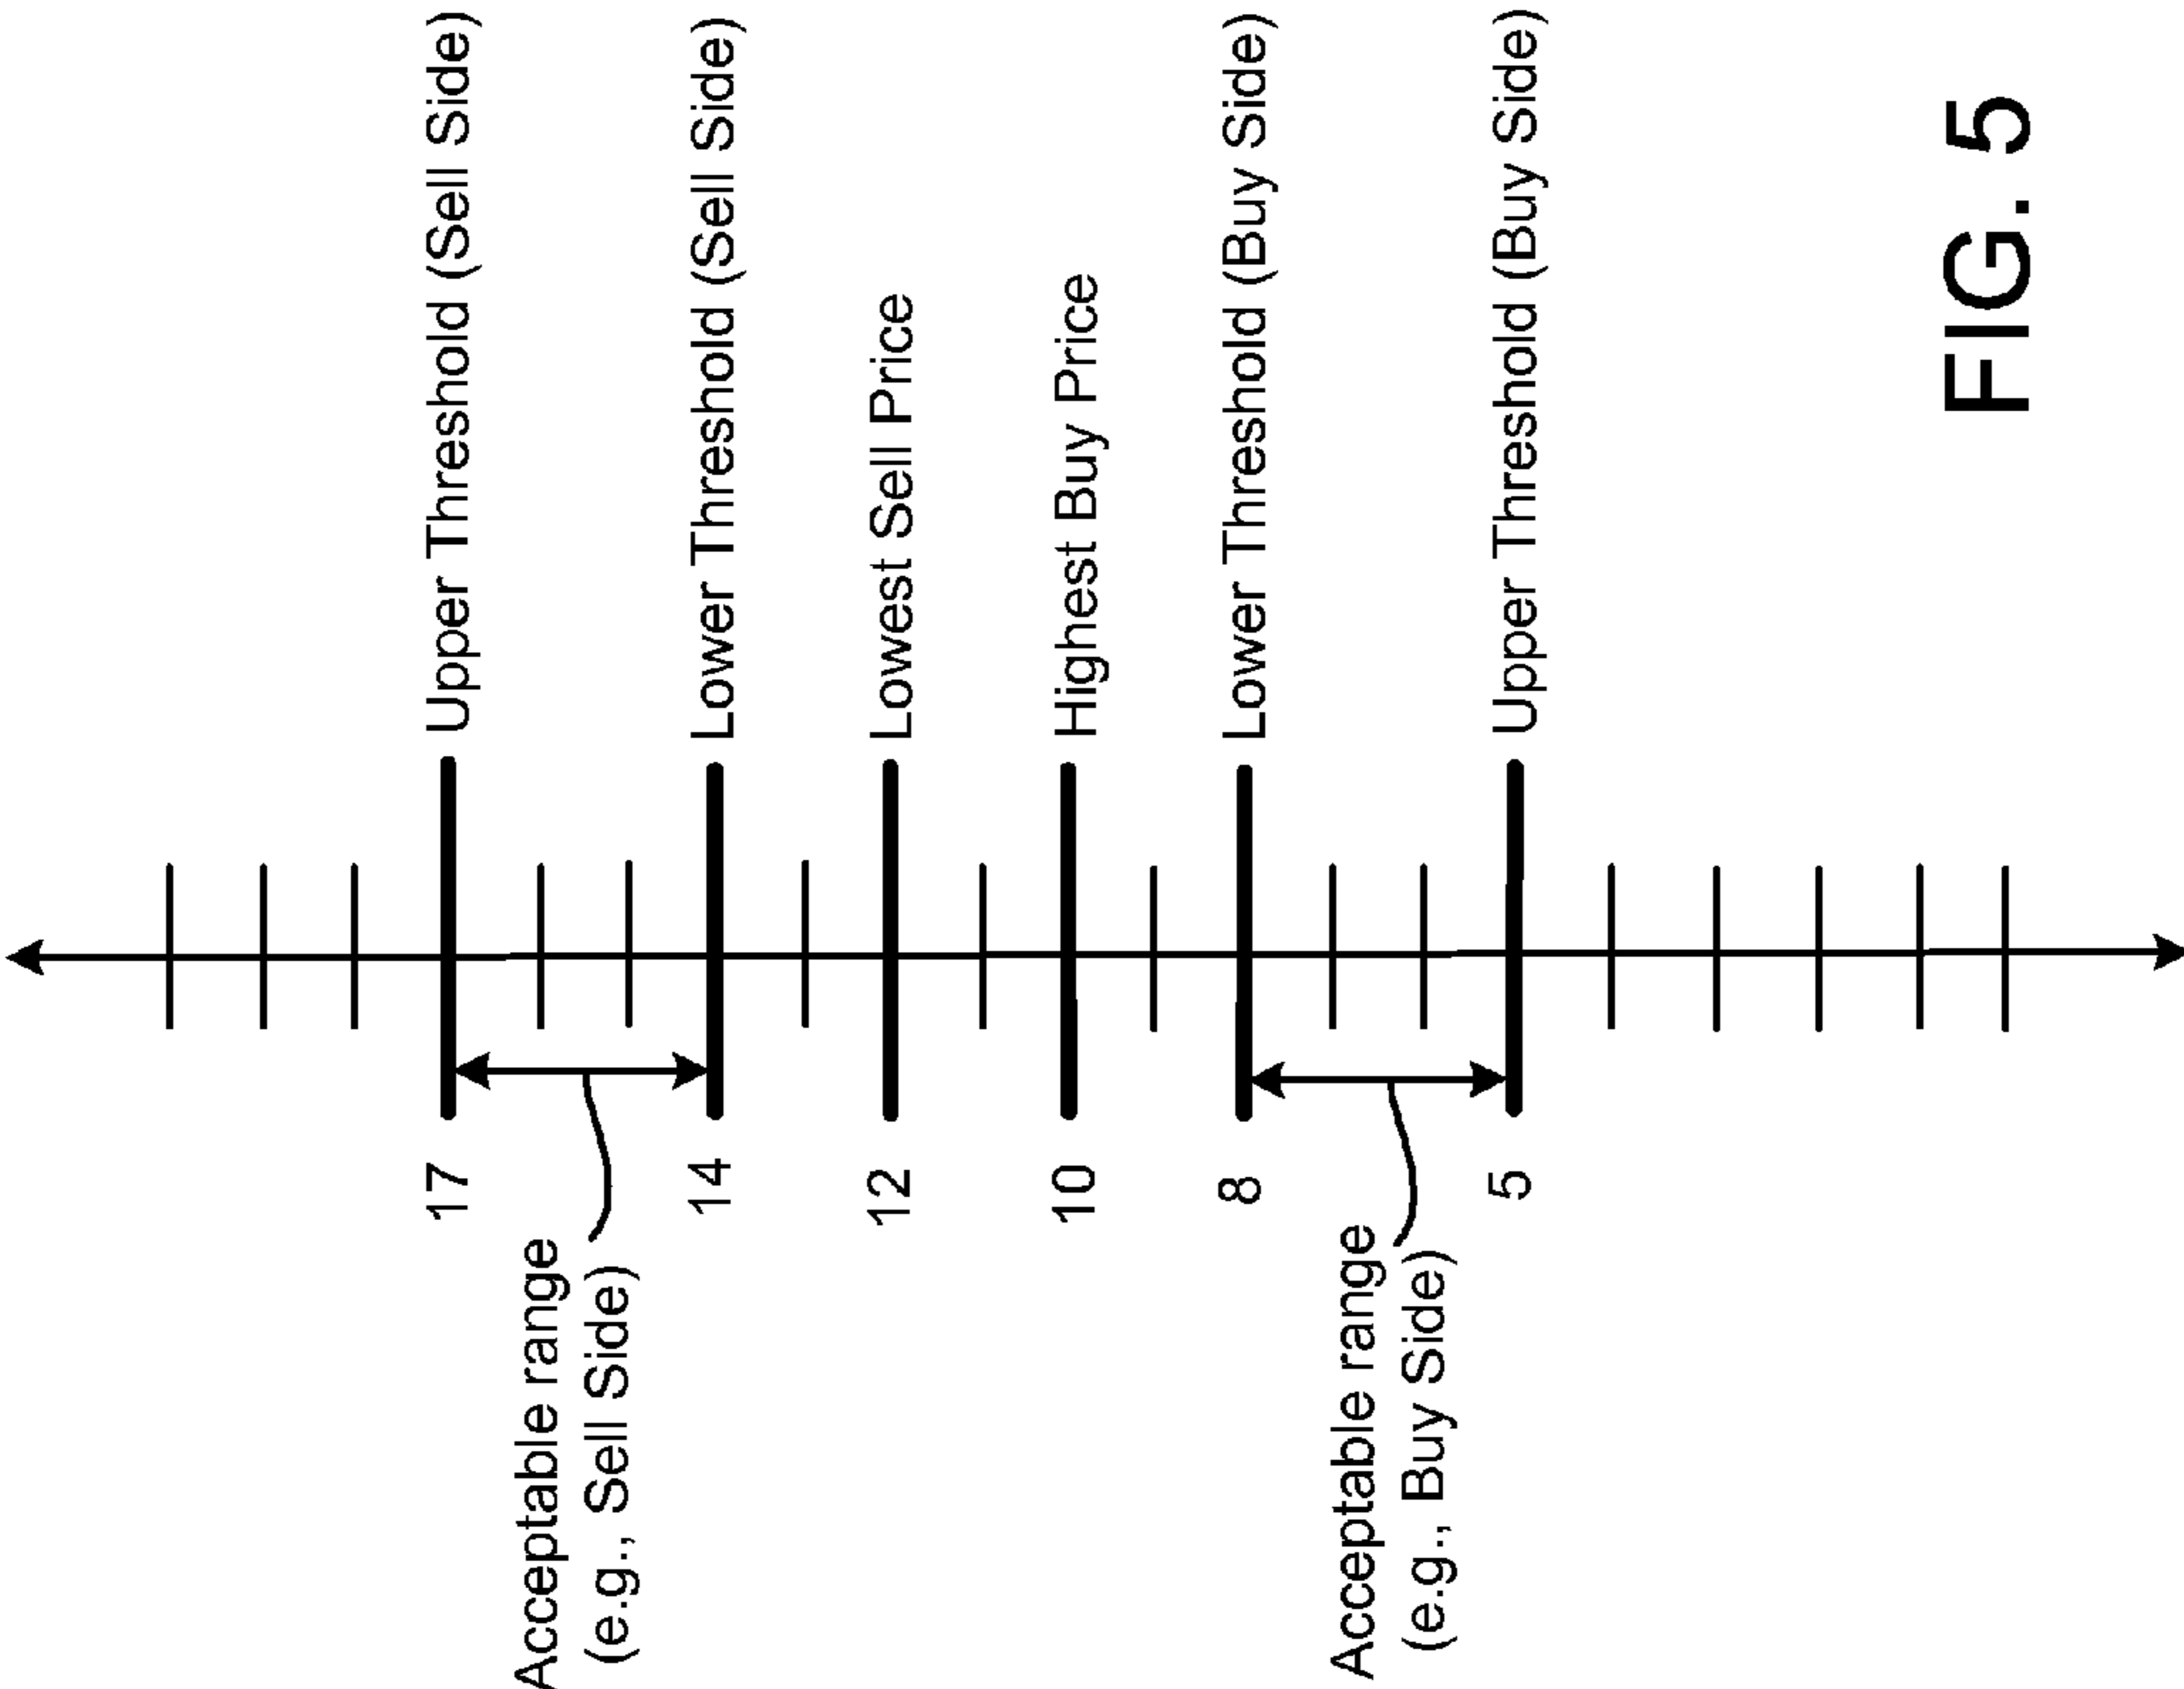 17
Upper Threshold (Sell Side)
Acceptable range
(e.g., Sell Side)
14
Lower Threshold (Sell Side)
12
Lowest Sell Price
10
Highest Buy Price
8
Lower Threshold (Buy Side)
Acceptable range
(e.g., Buy Side)
5
Upper Threshold (Buy Side)
FIG. 5